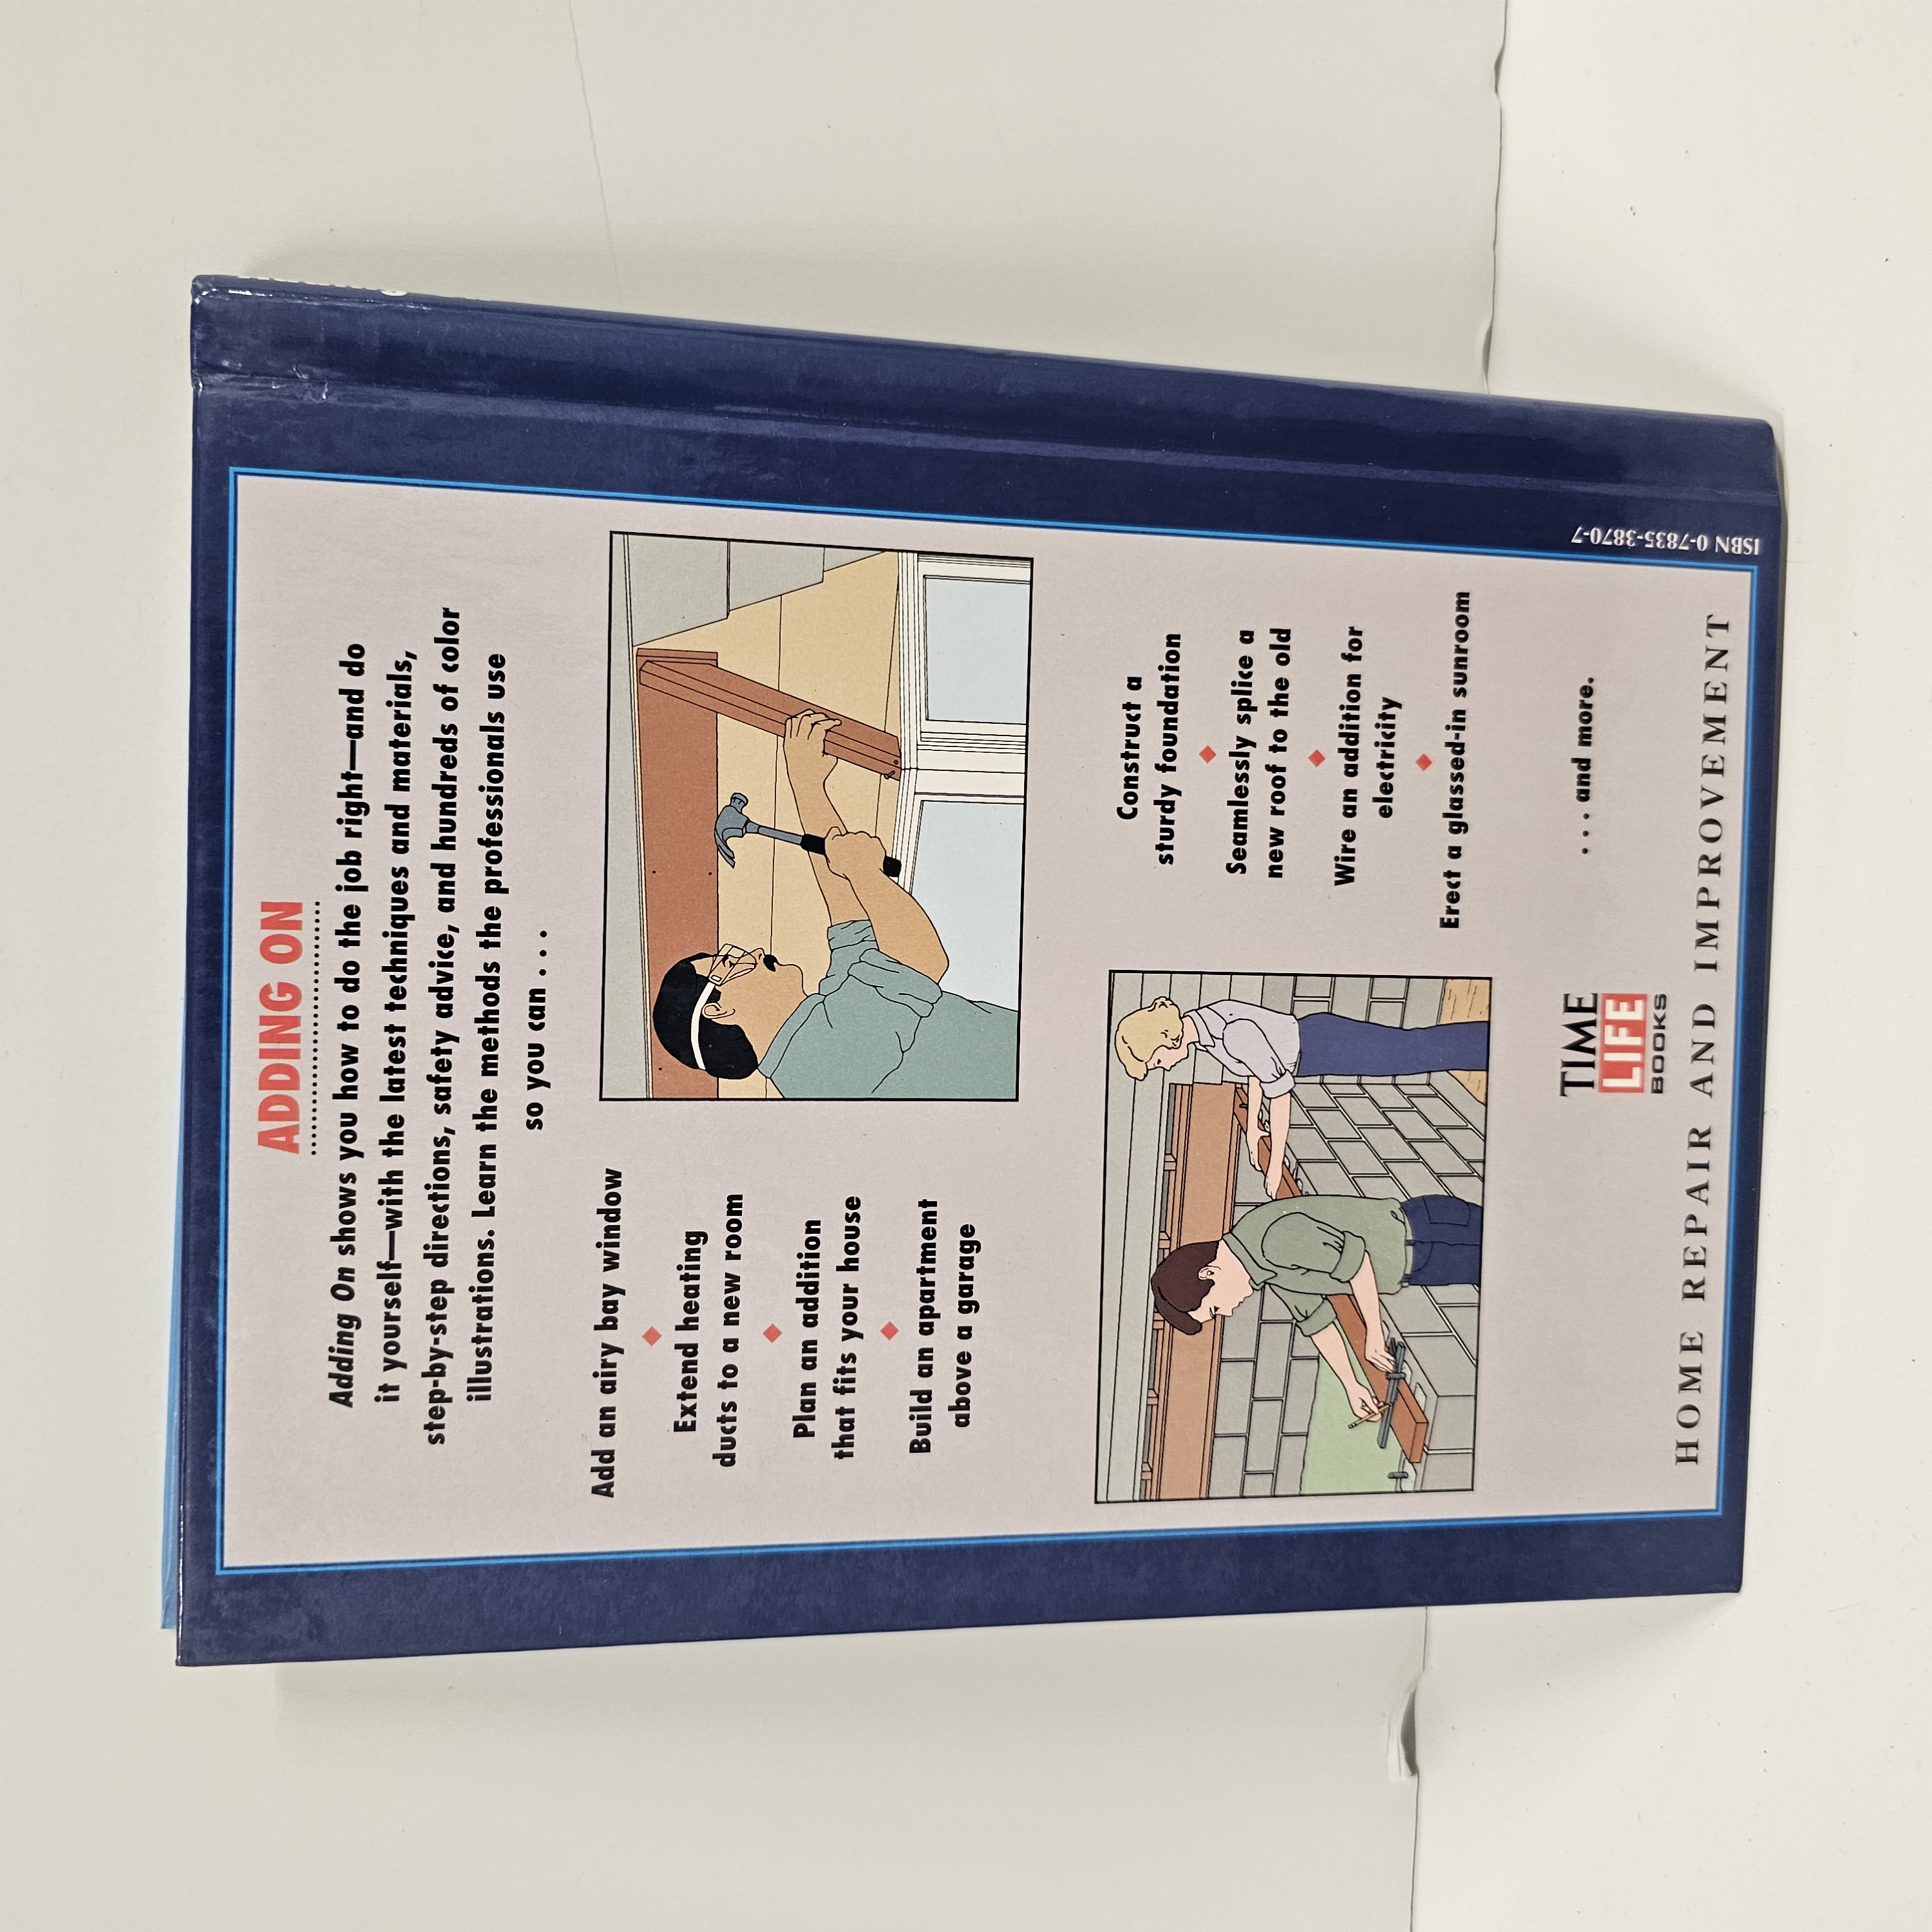 ADDING ON
Adding On shows you how to do the job right—and do
it yourself—with the latest techniques and materials,
step-by-step directions, safety advice, and hundreds of color
illustrations. Learn the methods the professionals use
so you can . . .
Add an airy bay window
Extend heating
ducts to a new room
Plan an addition
that fits your house
Build an apartment
above a garage
Construct a
sturdy foundation
Seamlessly splice a
new roof to the old
Wire an addition for
electricity
Erect a glassed-in sunroom
. . . and more.
TIME
LIFE
BOOKS
HOME REPAIR AND IMPROVEMENT
ISBN 0-7835-3870-7